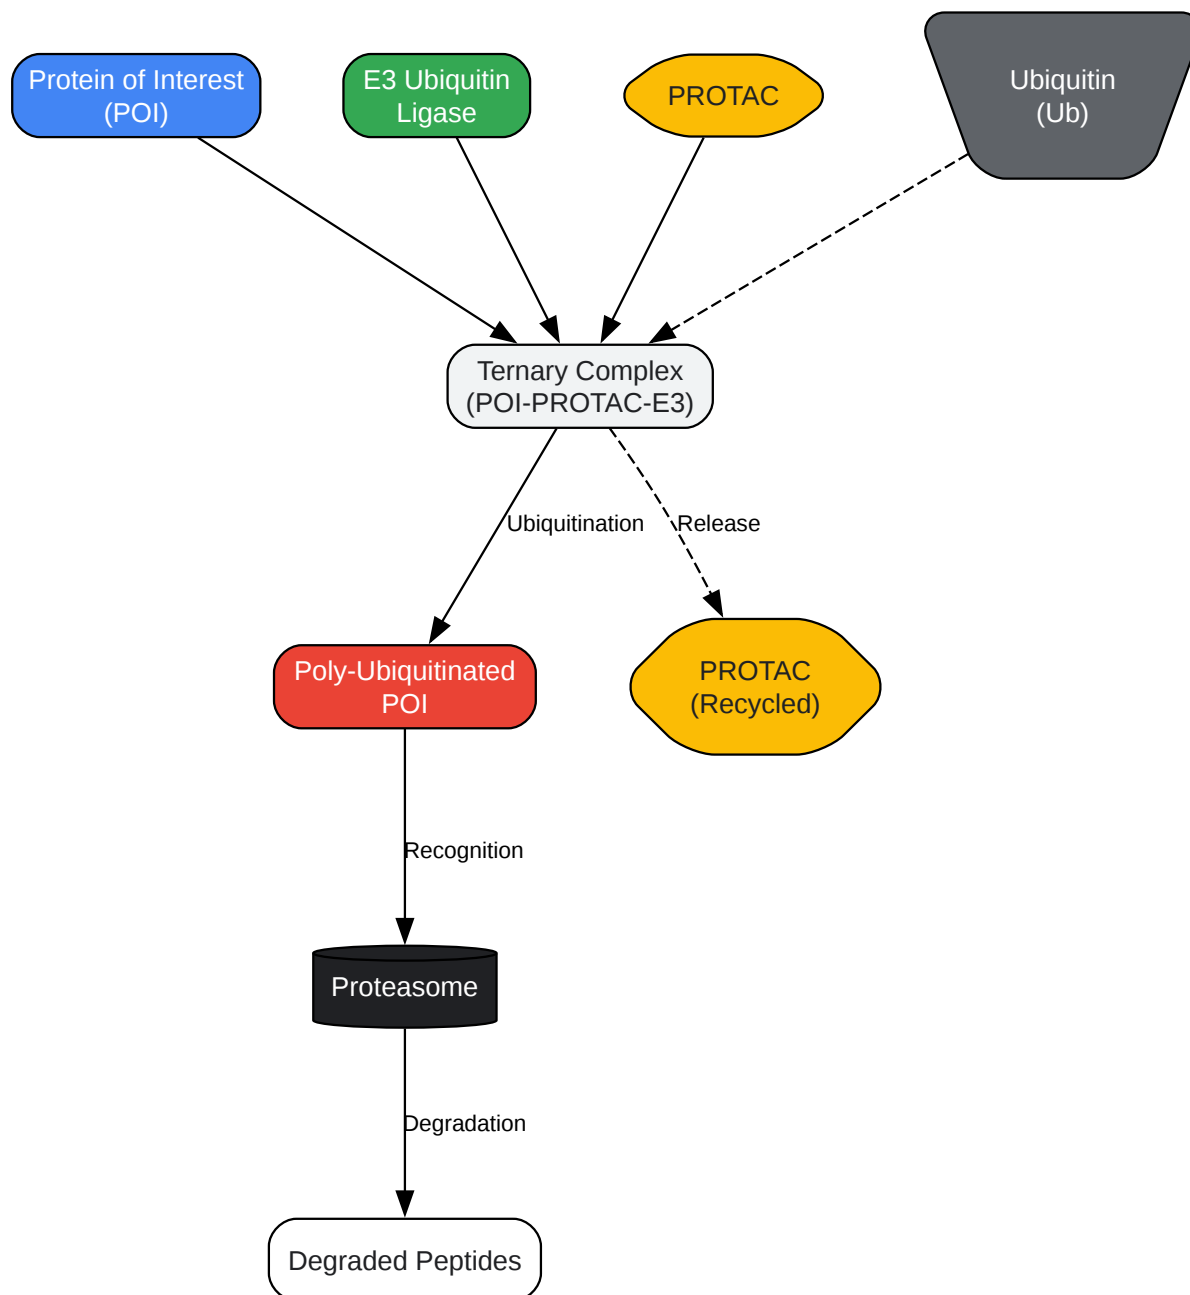 Protein of Interest
(POI)
E3 Ubiquitin
Ligase
PROTAC
Ubiquitin
(Ub)
Ternary Complex
(POI-PROTAC-E3)
Ubiquitination
Release
Poly-Ubiquitinated
POI
PROTAC
(Recycled)
Recognition
Proteasome
Degradation
Degraded Peptides